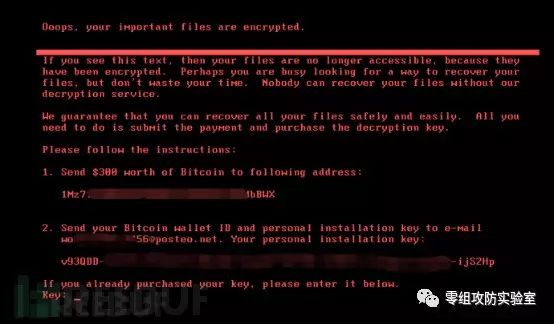 Ooops, your important files are encrypted.
If you see this text, then your files are no longer accessible, because they
have been encrypted. Perhaps you are busy looking for a way to recover your
files, but don't waste your time. Nobody can recover your files without our
decryption service.
We guarantee that you can recover all your files safely and easily. All you
need to do is submit the payment and purchase the decryption key.
Please follow the instructions:
1. Send $300 worth of Bitcoin to following address:
1Mz7. MbBWX
2. Send your Bitcoin wallet ID and personal installation key to e-mail
wo 56@posteo.net. Your personal installation key:
v93QDD- -ijS2Hp
If you already purchased your key, please enter it below.
Key: _
REEBUF
零组攻防实验室